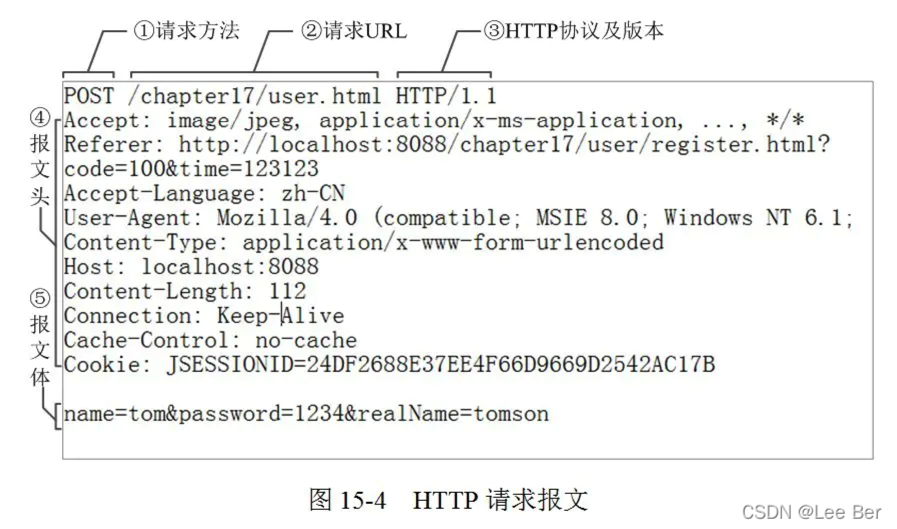 ①请求方法 ②请求URL ③HTTP协议及版本
POST /chapter17/user.html HTTP/1.1
④报文头
Accept: image/jpeg, application/x-ms-application, ..., */*
Referer: http://localhost:8088/chapter17/user/register.html?
code=100&time=123123
Accept-Language: zh-CN
User-Agent: Mozilla/4.0 (compatible; MSIE 8.0; Windows NT 6.1;
Content-Type: application/x-www-form-urlencoded
Host: localhost:8088
Content-Length: 112
Connection: Keep-Alive
Cache-Control: no-cache
Cookie: JSESSIONID=24DF2688E37EE4F66D9669D2542AC17B
⑤报文体
name=tom&password=1234&realName=tomson
图 15-4 HTTP 请求报文
CSDN @Lee Ber